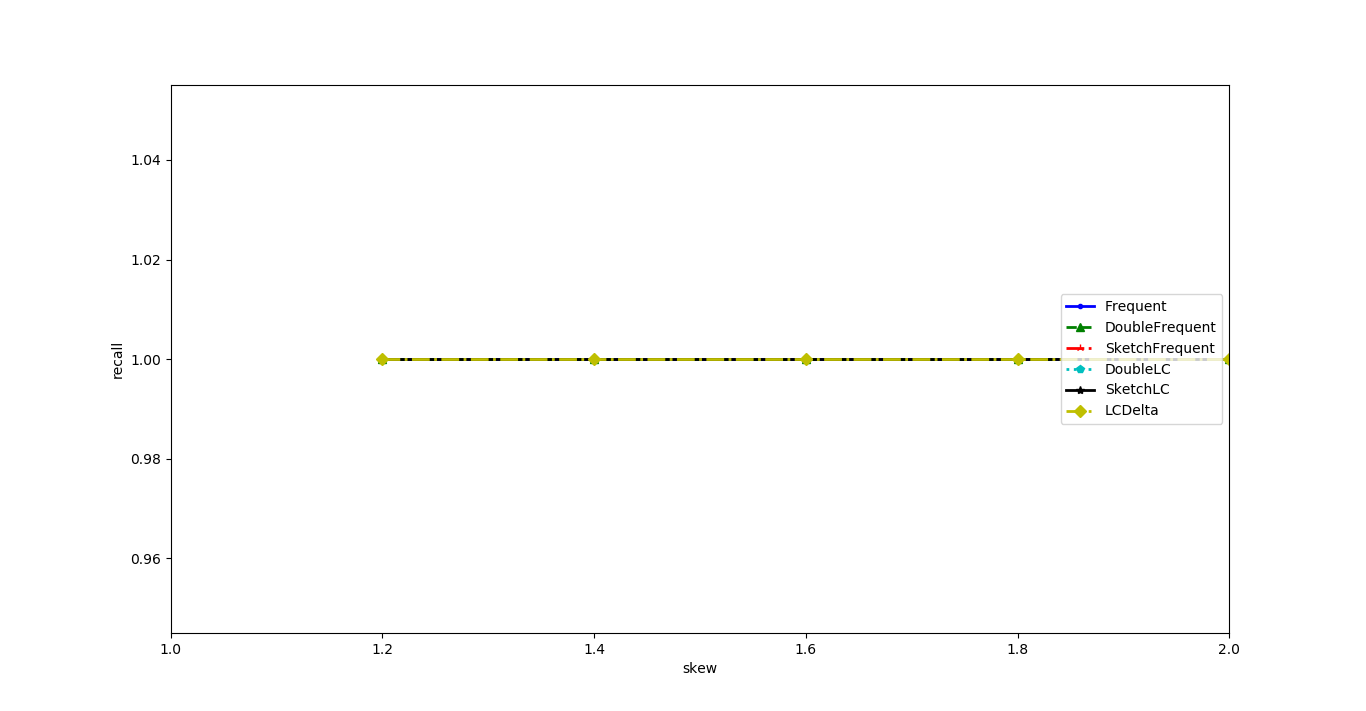 1.04
1.02
1.00
0.98
0.96
recall
Frequent
DoubleFrequent
SketchFrequent
DoubleLC
SketchLC
LCDelta
1.0 1.2 1.4 1.6 1.8 2.0
skew